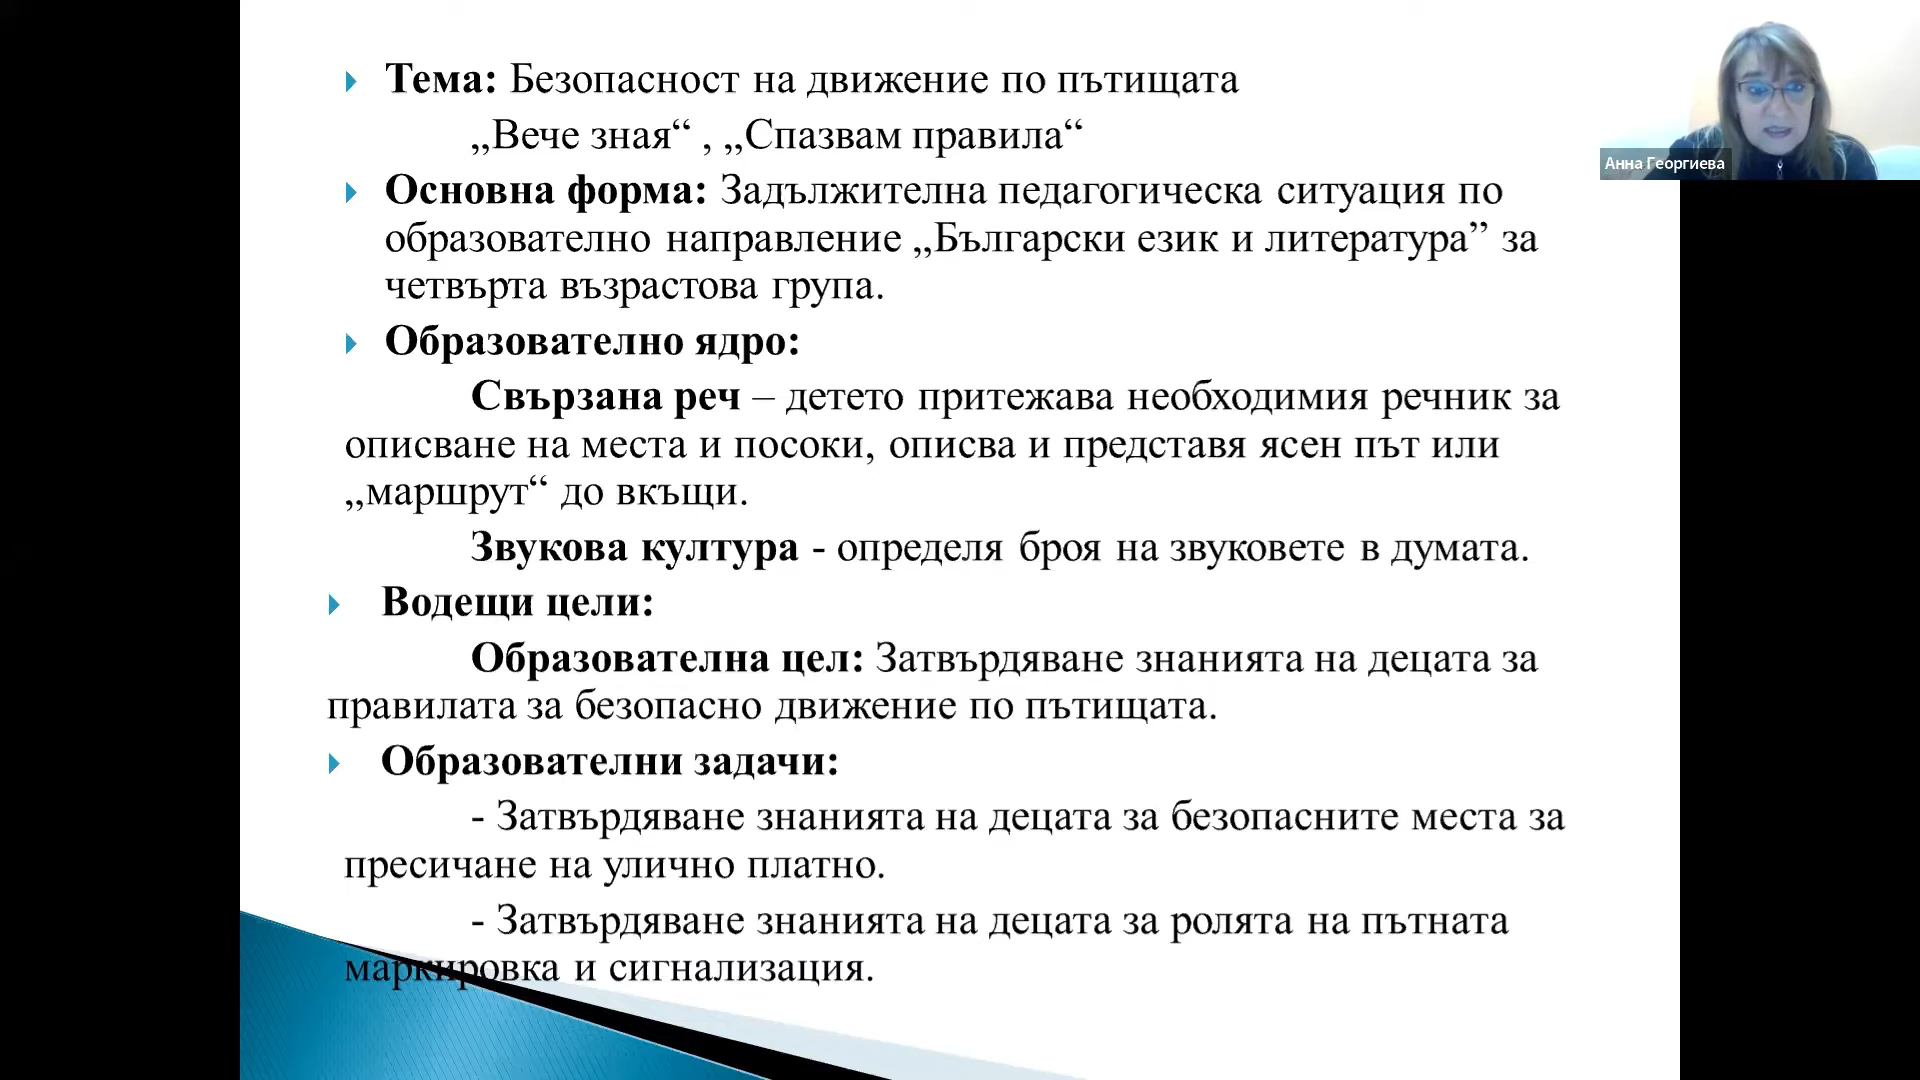 Тема: Безопасност на движение по пътищата
„Вече зная“ , „Спазвам правила“
Анна Георгиева
Основна форма: Задължителна педагогическа ситуация по
образователно направление „Български език и литература” за
четвърта възрастова група.
Образователно ядро:
Свързана реч – детето притежава необходимия речник за
описване на места и посоки, описва и представя ясен път или
„маршрут“ до вкъщи.
Звукова култура - определя броя на звуковете в думата.
Водещи цели:
Образователна цел: Затвърдяване знанията на децата за
правилата за безопасно движение по пътищата.
Образователни задачи:
- Затвърдяване знанията на децата за безопасните места за
пресичане на улично платно.
- Затвърдяване знанията на децата за ролята на пътната
маркировка и сигнализация.